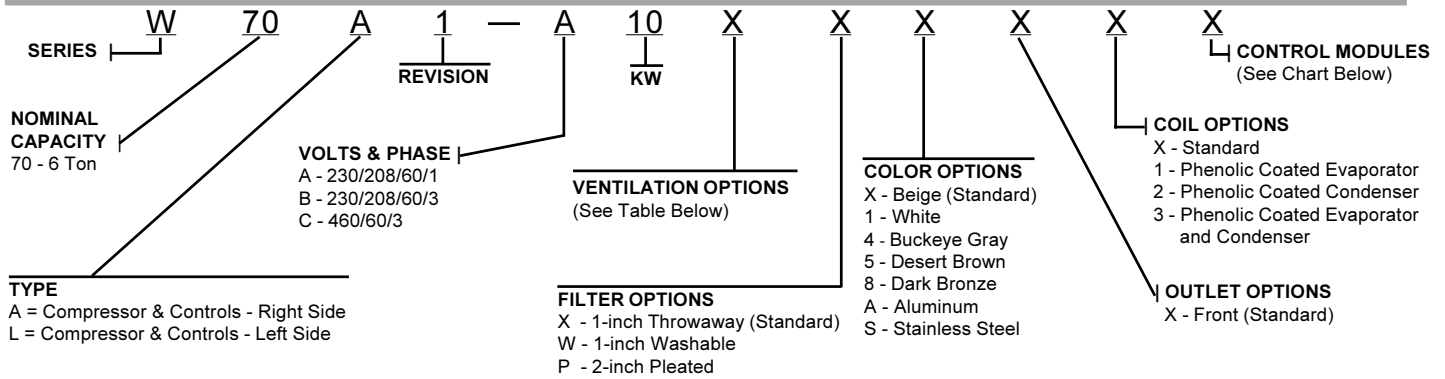 W 70 A 1 — A 10 X X X X X X
SERIES
REVISION
KW
CONTROL MODULES
(See Chart Below)
NOMINAL
CAPACITY
70 - 6 Ton
VOLTS & PHASE
A - 230/208/60/1
B - 230/208/60/3
C - 460/60/3
VENTILATION OPTIONS
(See Table Below)
COLOR OPTIONS
X - Beige (Standard)
1 - White
4 - Buckeye Gray
5 - Desert Brown
8 - Dark Bronze
A - Aluminum
S - Stainless Steel
COIL OPTIONS
X - Standard
1 - Phenolic Coated Evaporator
2 - Phenolic Coated Condenser
3 - Phenolic Coated Evaporator
and Condenser
TYPE
A = Compressor & Controls - Right Side
L = Compressor & Controls - Left Side
FILTER OPTIONS
X - 1-inch Throwaway (Standard)
W - 1-inch Washable
P - 2-inch Pleated
OUTLET OPTIONS
X - Front (Standard)